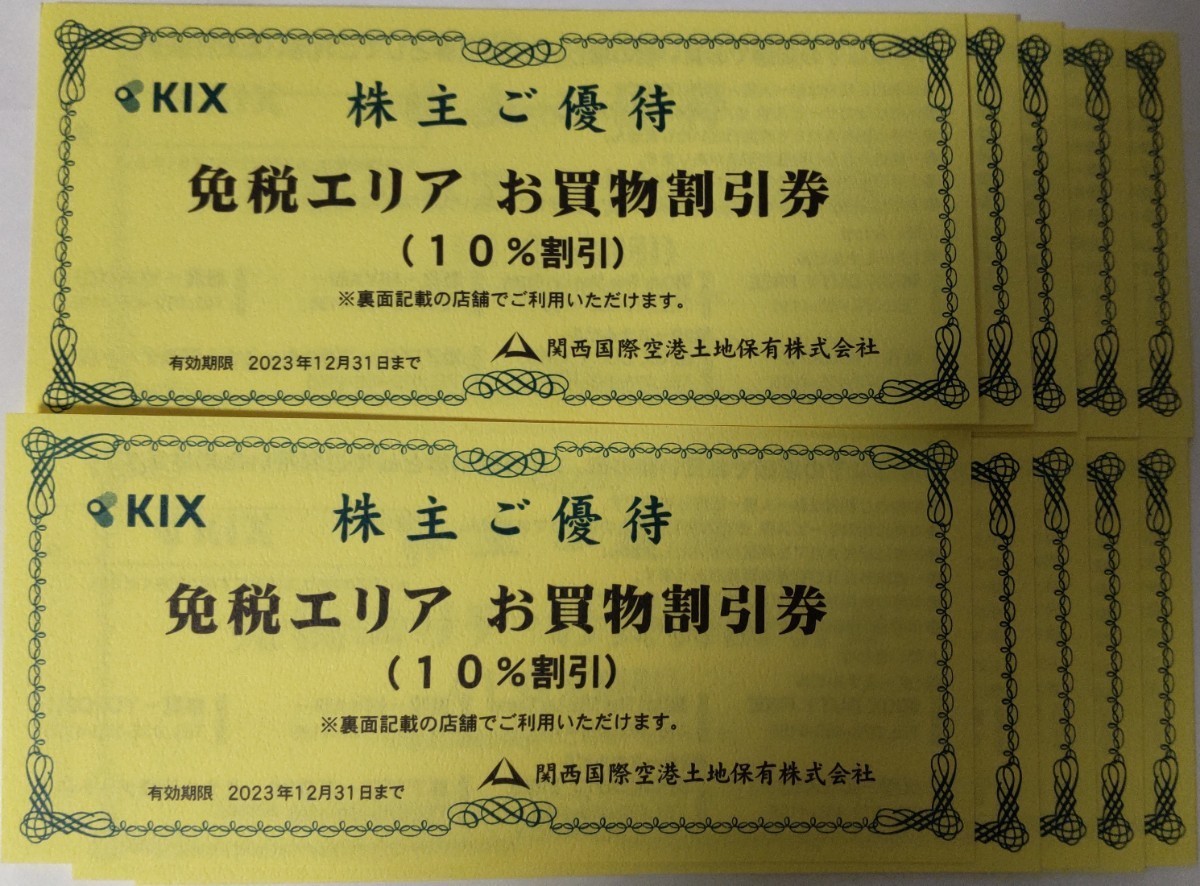 KIX 株主ご優待
免税エリア お買物割引券
(10%割引)
※裏面記載の店舗でご利用いただけます。
有効期限 2023年12月31日まで 関西国際空港土地保有株式会社
KIX 株主ご優待
免税エリア お買物割引券
(10%割引)
※裏面記載の店舗でご利用いただけます。
有効期限 2023年12月31日まで 関西国際空港土地保有株式会社